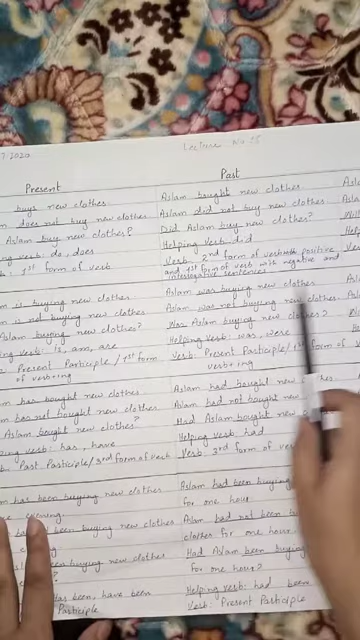 7-2020
Lecture No 25
Present Past
buys new clothes. Aslam bought new clothes.
does not buy new clothes. Aslam did not buy new clothes.
Aslam buy new clothes? Did Aslam buy new clothes?
verb: do, does Helping Verb: did
1st form of verb Verb: 2nd form of verb in positive
and 1st form of verb in negative and
interrogative sentences
is buying new clothes. Aslam was buying new clothes.
is not buying new clothes. Aslam was not buying new clothes.
Aslam buying new clothes? Was Aslam buying new clothes?
verb: is, am, are Helping verb: was, were
Present Participle / 1st form Verb: Present Participle / 1st form of
of verb+ing verb+ing
has bought new clothes. Aslam had bought new
has not bought new clothes. Aslam had not bought new
Aslam bought new clothes? Had Aslam bought new
verb: has, have Helping verb had
Past Participle/3rd form of verb Verb: 3rd form of
has been buying new clothes Aslam had been buying
evening. for one hour.
been buying new clothes Aslam had not been
clothes for one hour.
been buying new clothes Had Aslam been buying
for one hour?
has been, have been Helping verb: had been
Participle Verb: Present Participle